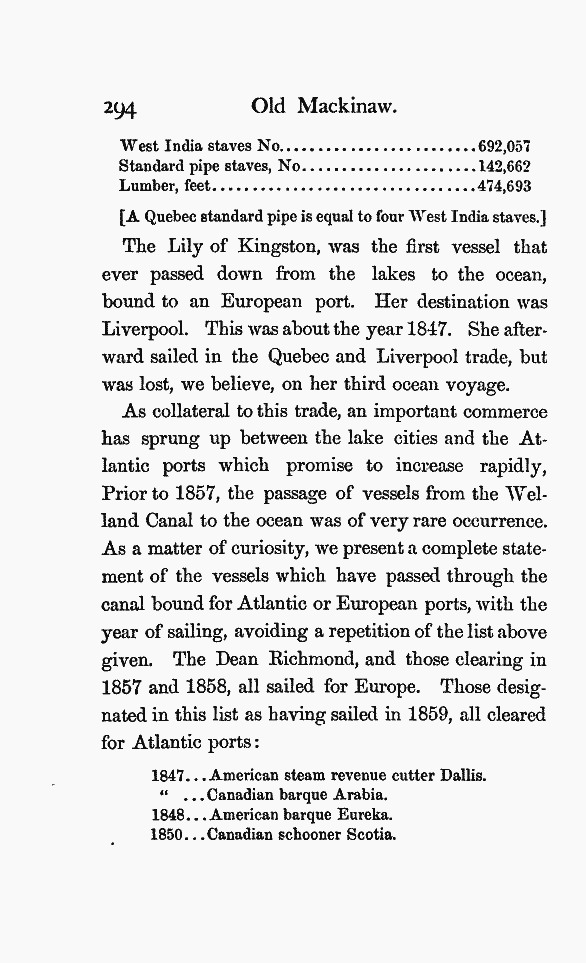 294 Old Mackinaw.
West India staves No.........................692,057
Standard pipe staves, No......................142,662
Lumber, feet.................................474,693
[A Quebec standard pipe is equal to four West India staves.]
The Lily of Kingston, was the first vessel that
ever passed down from the lakes to the ocean,
bound to an European port. Her destination was
Liverpool. This was about the year 1847. She after-
ward sailed in the Quebec and Liverpool trade, but
was lost, we believe, on her third ocean voyage.
As collateral to this trade, an important commerce
has sprung up between the lake cities and the At-
lantic ports which promise to increase rapidly,
Prior to 1857, the passage of vessels from the Wel-
land Canal to the ocean was of very rare occurrence.
As a matter of curiosity, we present a complete state-
ment of the vessels which have passed through the
canal bound for Atlantic or European ports, with the
year of sailing, avoiding a repetition of the list above
given. The Dean Richmond, and those clearing in
1857 and 1858, all sailed for Europe. Those desig-
nated in this list as having sailed in 1859, all cleared
for Atlantic ports:
1847...American steam revenue cutter Dallis.
" ...Canadian barque Arabia.
1848...American barque Eureka.
1850...Canadian schooner Scotia.